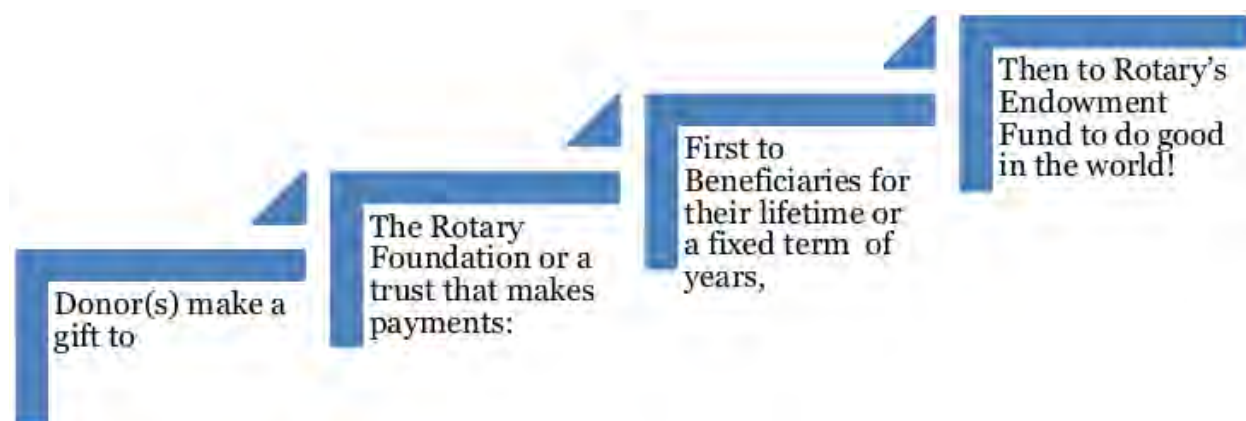 Donor(s) make a
gift to
The Rotary
Foundation or a
trust that makes
payments:
First to
Beneficiaries for
their lifetime or
a fixed term of
years,
Then to Rotary’s
Endowment
Fund to do good
in the world!